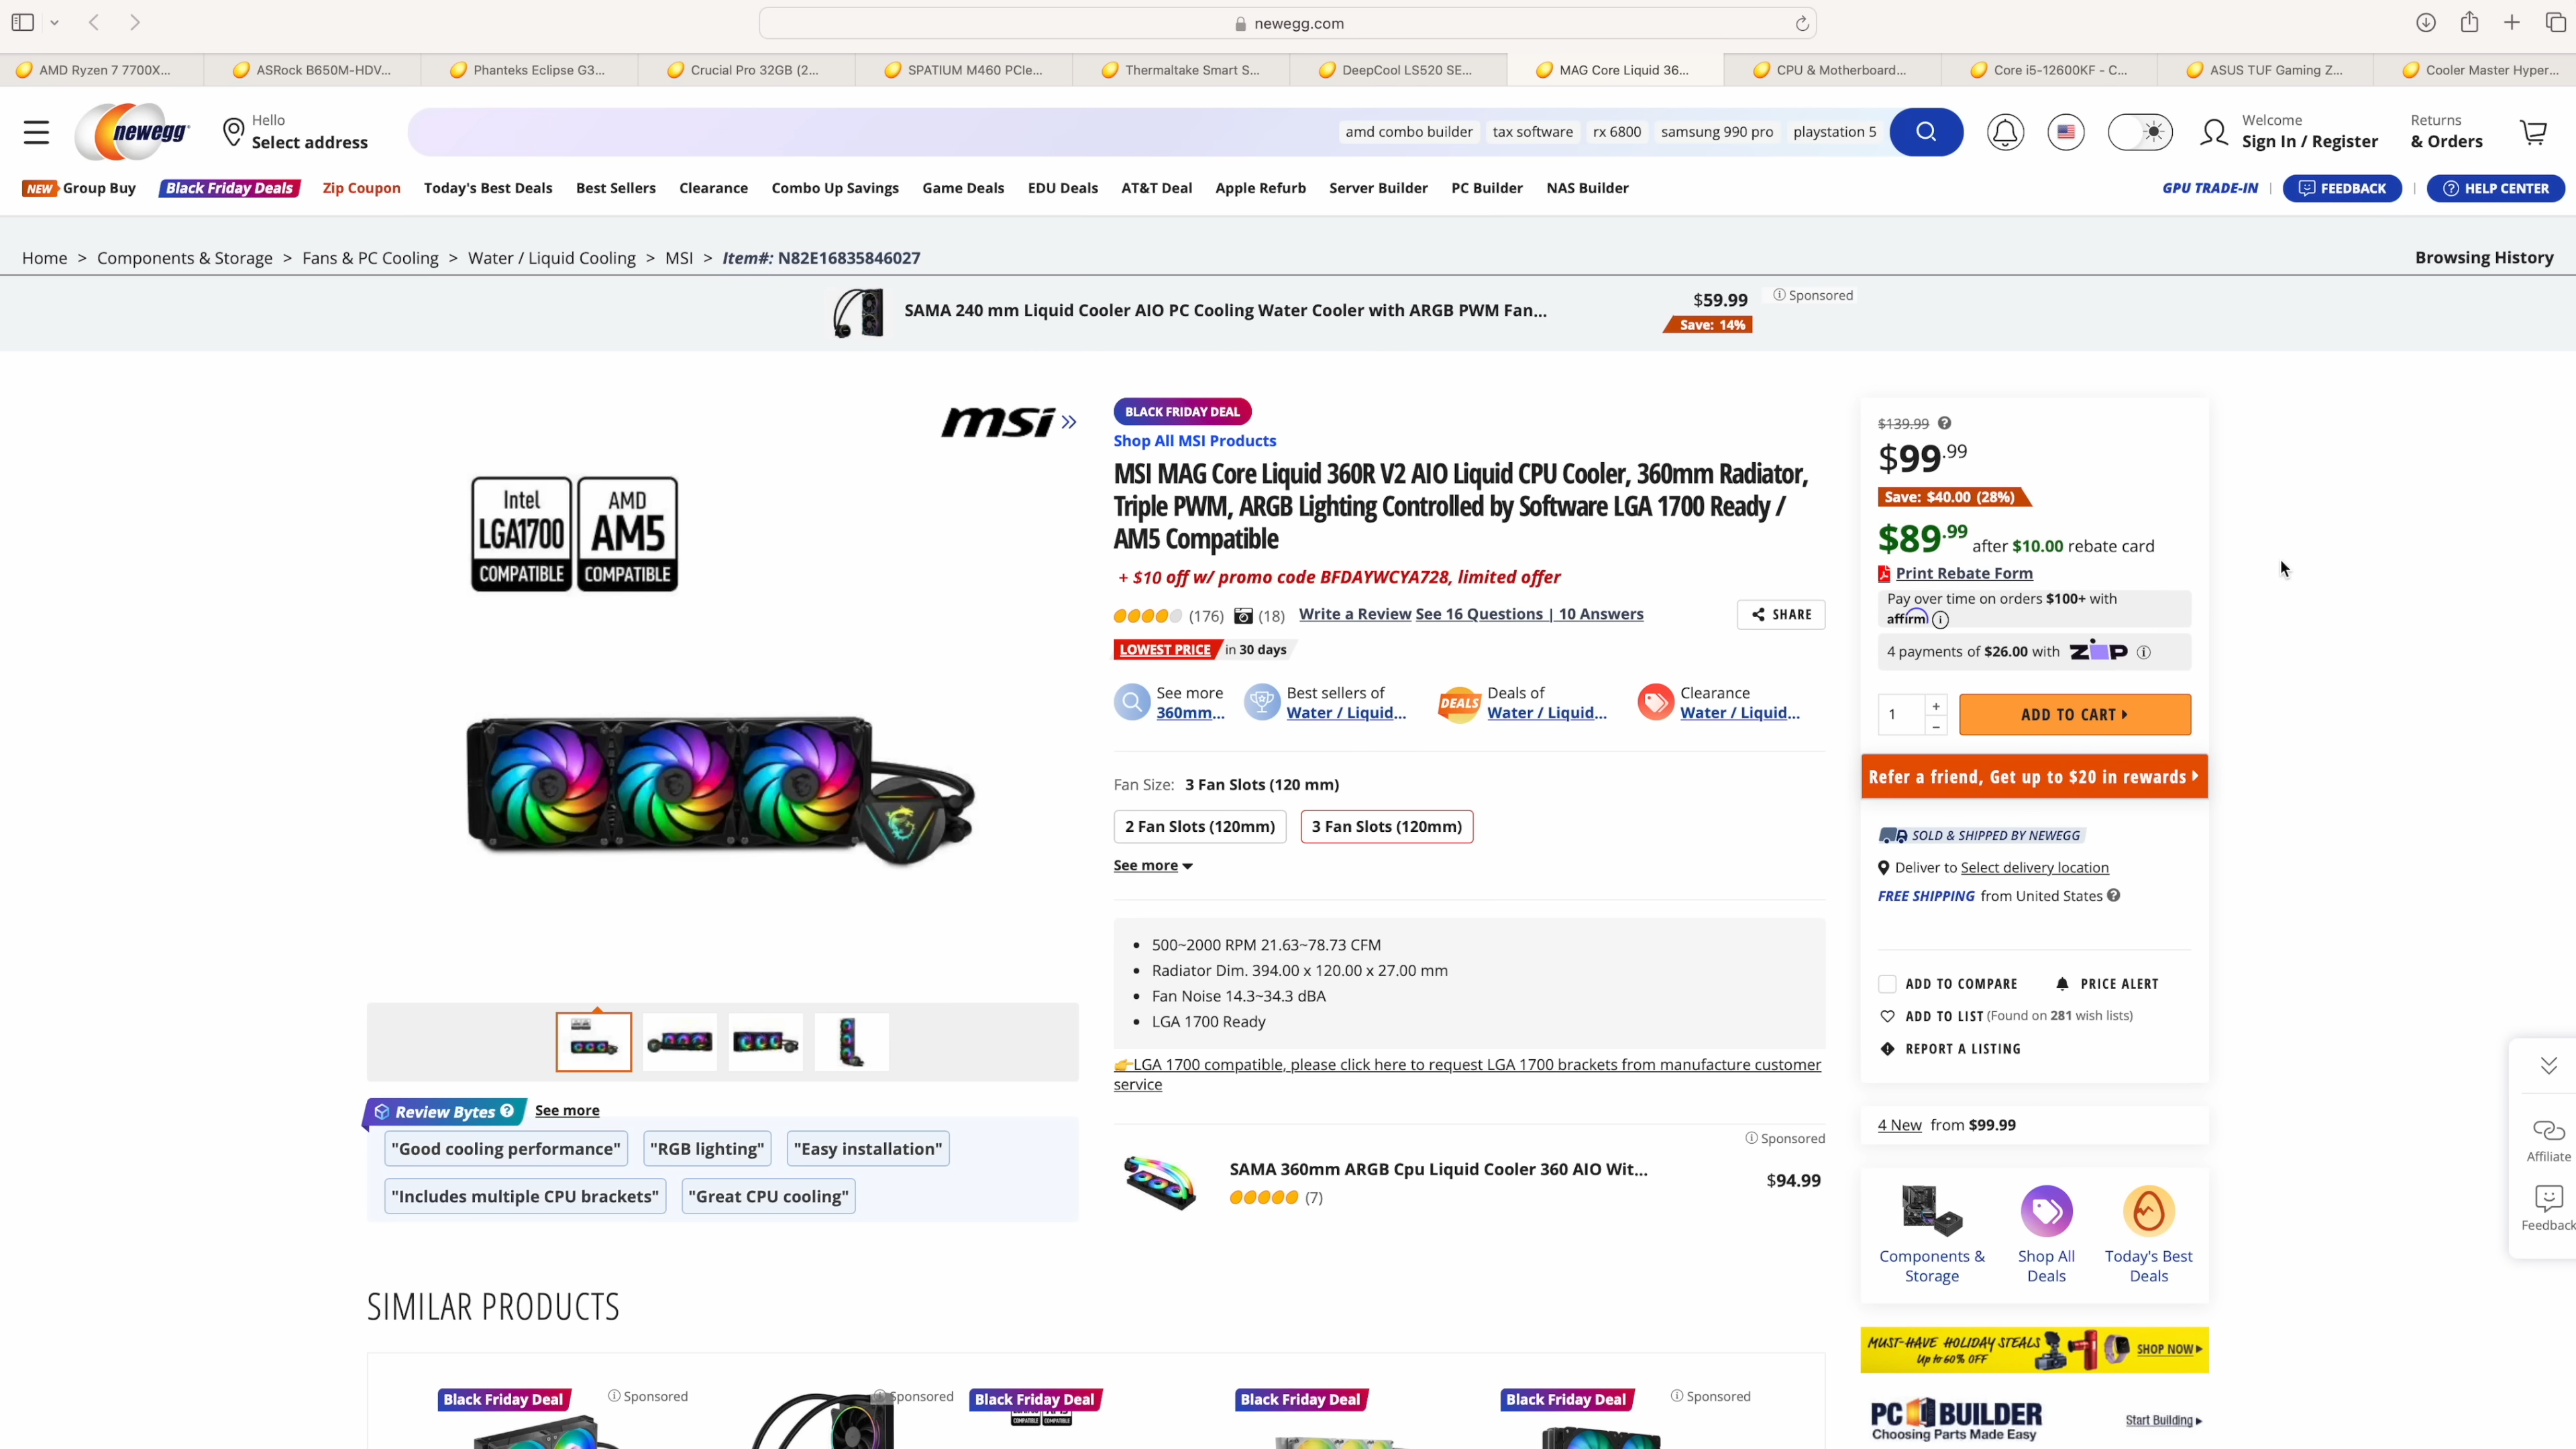 newegg.com
AMD Ryzen 7 7700X...
ASRock B650M-HDV...
Phanteks Eclipse G3...
Crucial Pro 32GB (2...
SPATIUM M460 PCIe...
Thermaltake Smart S...
DeepCool LS520 SE...
MAG Core Liquid 36...
CPU & Motherboard...
Core i5-12600KF - C...
ASUS TUF Gaming Z...
Cooler Master Hyper...
newegg
Hello
Select address
amd combo builder
tax software
rx 6800
samsung 990 pro
playstation 5
Welcome
Sign In / Register
Returns
& Orders
NEW Group Buy
Black Friday Deals
Zip Coupon
Today's Best Deals
Best Sellers
Clearance
Combo Up Savings
Game Deals
EDU Deals
AT&T Deal
Apple Refurb
Server Builder
PC Builder
NAS Builder
GPU TRADE-IN
FEEDBACK
HELP CENTER
Home > Components & Storage > Fans & PC Cooling > Water / Liquid Cooling > MSI > Item#: N82E16835846027
Browsing History
SAMA 240 mm Liquid Cooler AIO PC Cooling Water Cooler with ARGB PWM Fan...
$59.99
Save: 14%
Sponsored
msi
Intel
LGA1700
COMPATIBLE
AMD
AM5
COMPATIBLE
Review Bytes
See more
"Good cooling performance"
"RGB lighting"
"Easy installation"
"Includes multiple CPU brackets"
"Great CPU cooling"
BLACK FRIDAY DEAL
Shop All MSI Products
MSI MAG Core Liquid 360R V2 AIO Liquid CPU Cooler, 360mm Radiator,
Triple PWM, ARGB Lighting Controlled by Software LGA 1700 Ready /
AM5 Compatible
+ $10 off w/ promo code BFDAYWCYA728, limited offer
(176)
(18)
Write a Review
See 16 Questions | 10 Answers
SHARE
LOWEST PRICE in 30 days
See more
360mm...
Best sellers of
Water / Liquid...
DEALS
Deals of
Water / Liquid...
Clearance
Water / Liquid...
Fan Size: 3 Fan Slots (120 mm)
2 Fan Slots (120mm)
3 Fan Slots (120mm)
See more
• 500~2000 RPM 21.63~78.73 CFM
• Radiator Dim. 394.00 x 120.00 x 27.00 mm
• Fan Noise 14.3~34.3 dBA
• LGA 1700 Ready
👉LGA 1700 compatible, please click here to request LGA 1700 brackets from manufacture customer
service
Sponsored
SAMA 360mm ARGB Cpu Liquid Cooler 360 AIO Wit...
(7)
$94.99
$139.99
$99.99
Save: $40.00 (28%)
$89.99 after $10.00 rebate card
Print Rebate Form
Pay over time on orders $100+ with
affirm
4 payments of $26.00 with ZIP
1
+
-
ADD TO CART
Refer a friend, Get up to $20 in rewards
SOLD & SHIPPED BY NEWEGG
Deliver to Select delivery location
FREE SHIPPING from United States
ADD TO COMPARE
PRICE ALERT
ADD TO LIST (Found on 281 wish lists)
REPORT A LISTING
4 New from $99.99
Components &
Storage
Shop All
Deals
Today's Best
Deals
MUST-HAVE HOLIDAY STEALS
Up to 60% OFF
SHOP NOW
PC BUILDER
Choosing Parts Made Easy
Start Building
Affiliate
Feedback
SIMILAR PRODUCTS
Black Friday Deal
Sponsored
Sponsored
Black Friday Deal
COMPATIBLE
COMPATIBLE
Black Friday Deal
Black Friday Deal
Sponsored